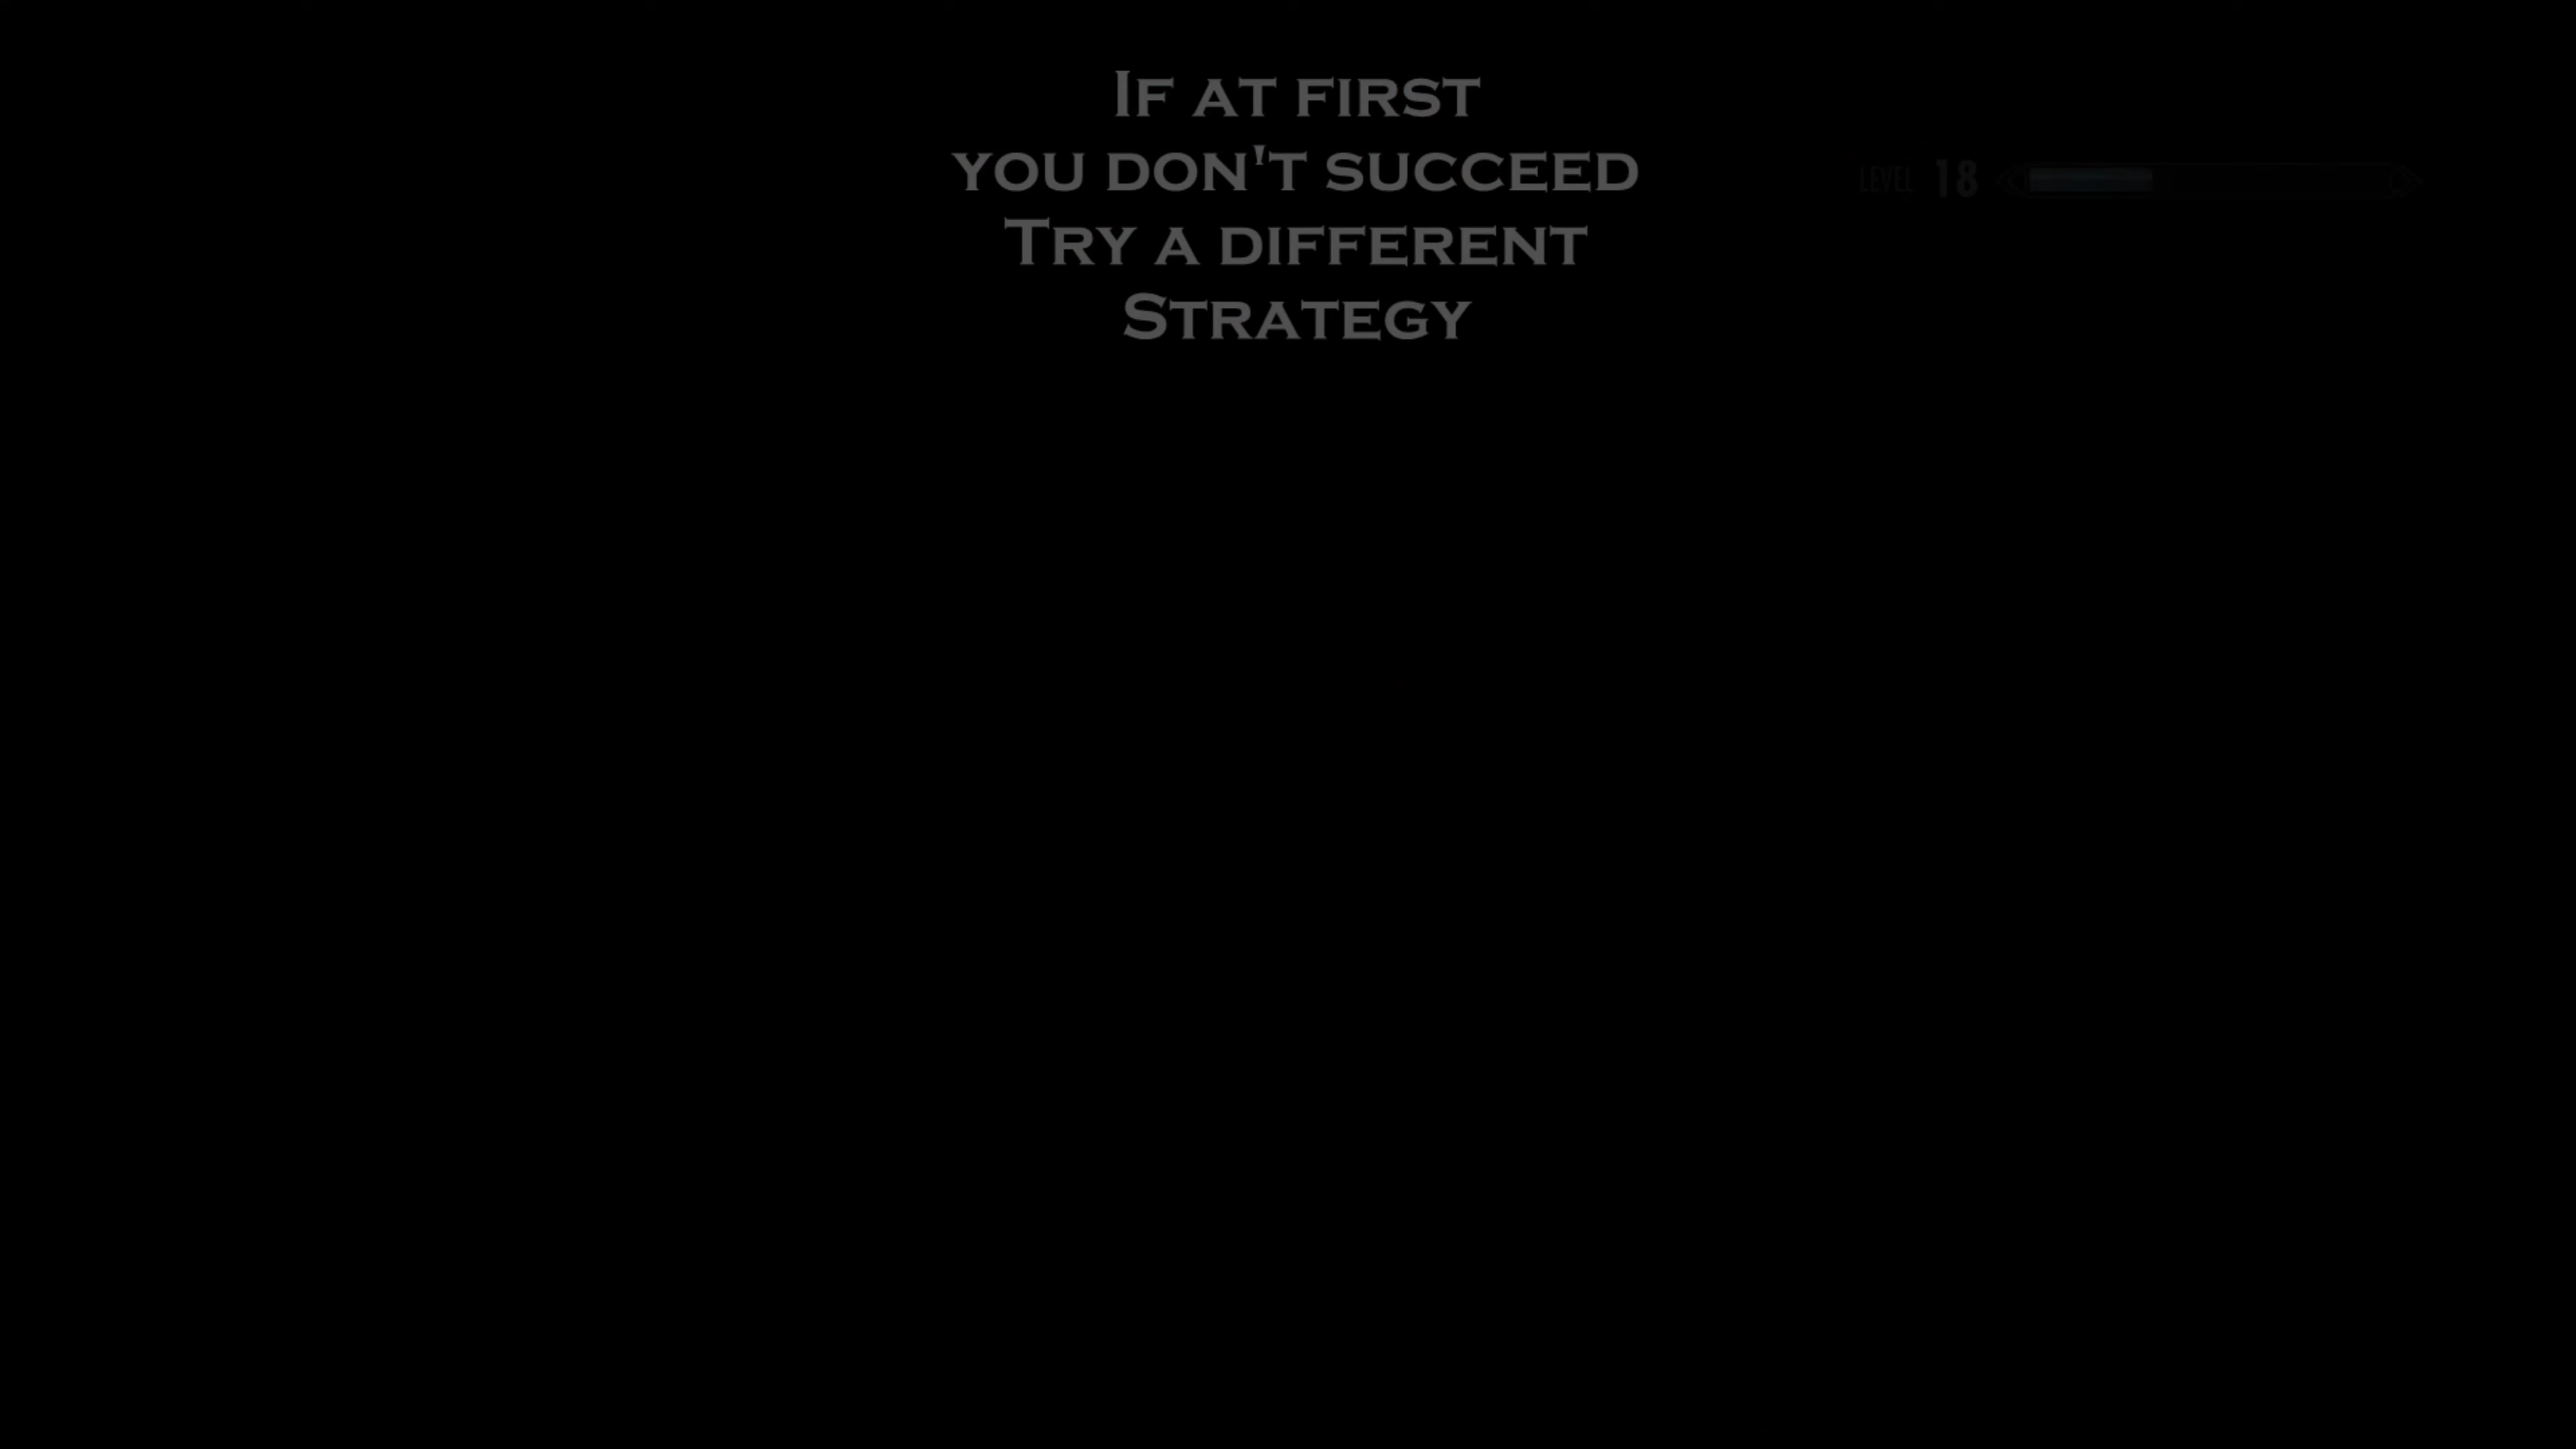 If at first
you don't succeed
Try a different
Strategy
LEVEL 18